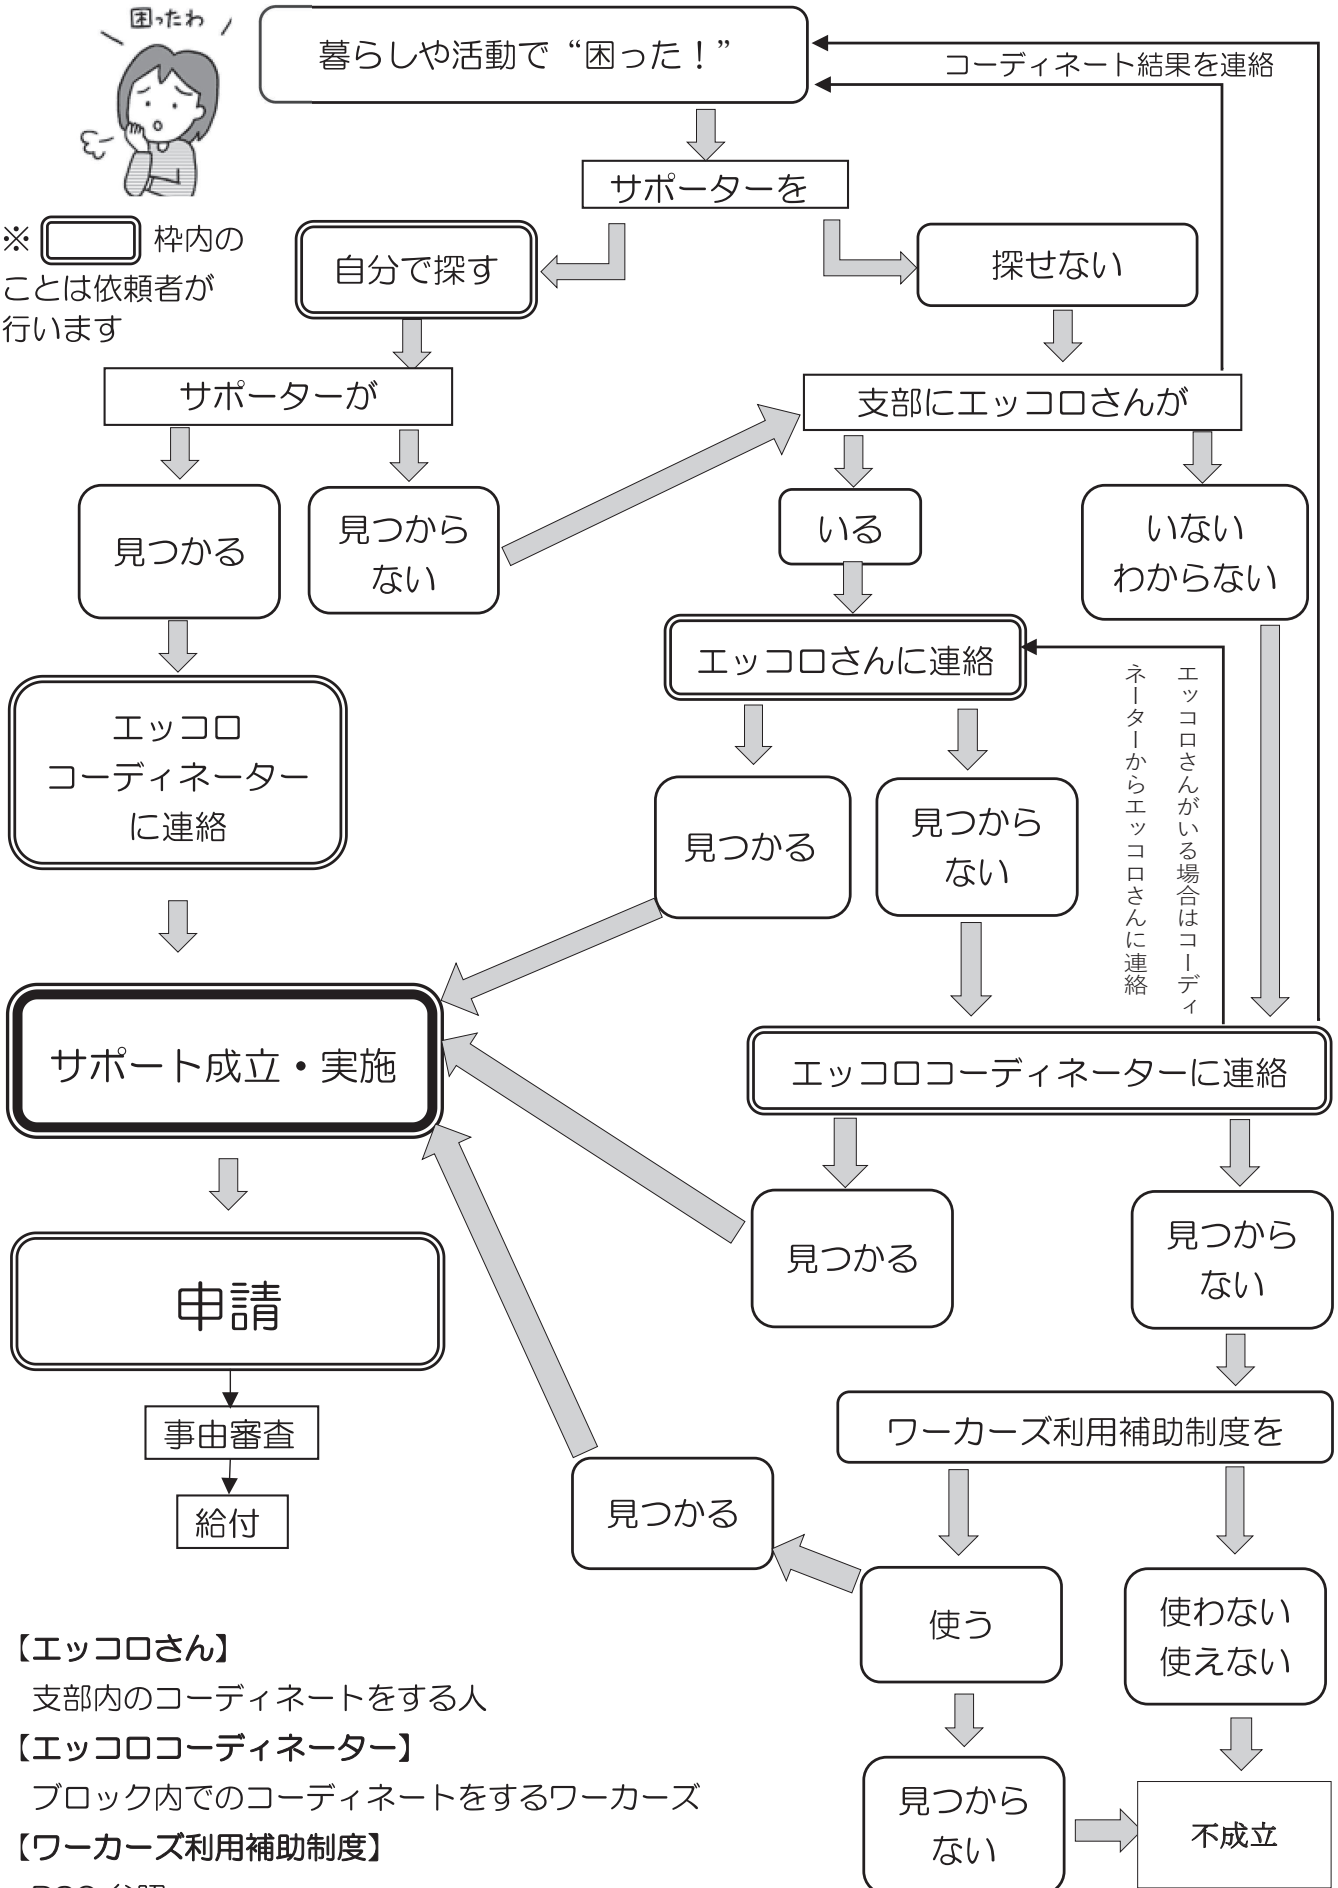 困ったわ
暮らしや活動で“困った！”
コーディネート結果を連絡
サポーターを
※
枠内の
ことは依頼者が
行います
自分で探す
探せない
サポーターが
支部にエッコロさんが
見つかる
見つから
ない
いる
いない
わからない
エッコロさんに連絡
エッコロさんがいる場合はコーディ
ネーターからエッコロさんに連絡
エッコロ
コーディネーター
に連絡
見つかる
見つから
ない
サポート成立・実施
エッコロコーディネーターに連絡
見つかる
見つから
ない
申請
事由審査
給付
ワーカーズ利用補助制度を
見つかる
使う
使わない
使えない
見つから
ない
不成立
【エッコロさん】
支部内のコーディネートをする人
【エッコロコーディネーター】
ブロック内でのコーディネートをするワーカーズ
【ワーカーズ利用補助制度】